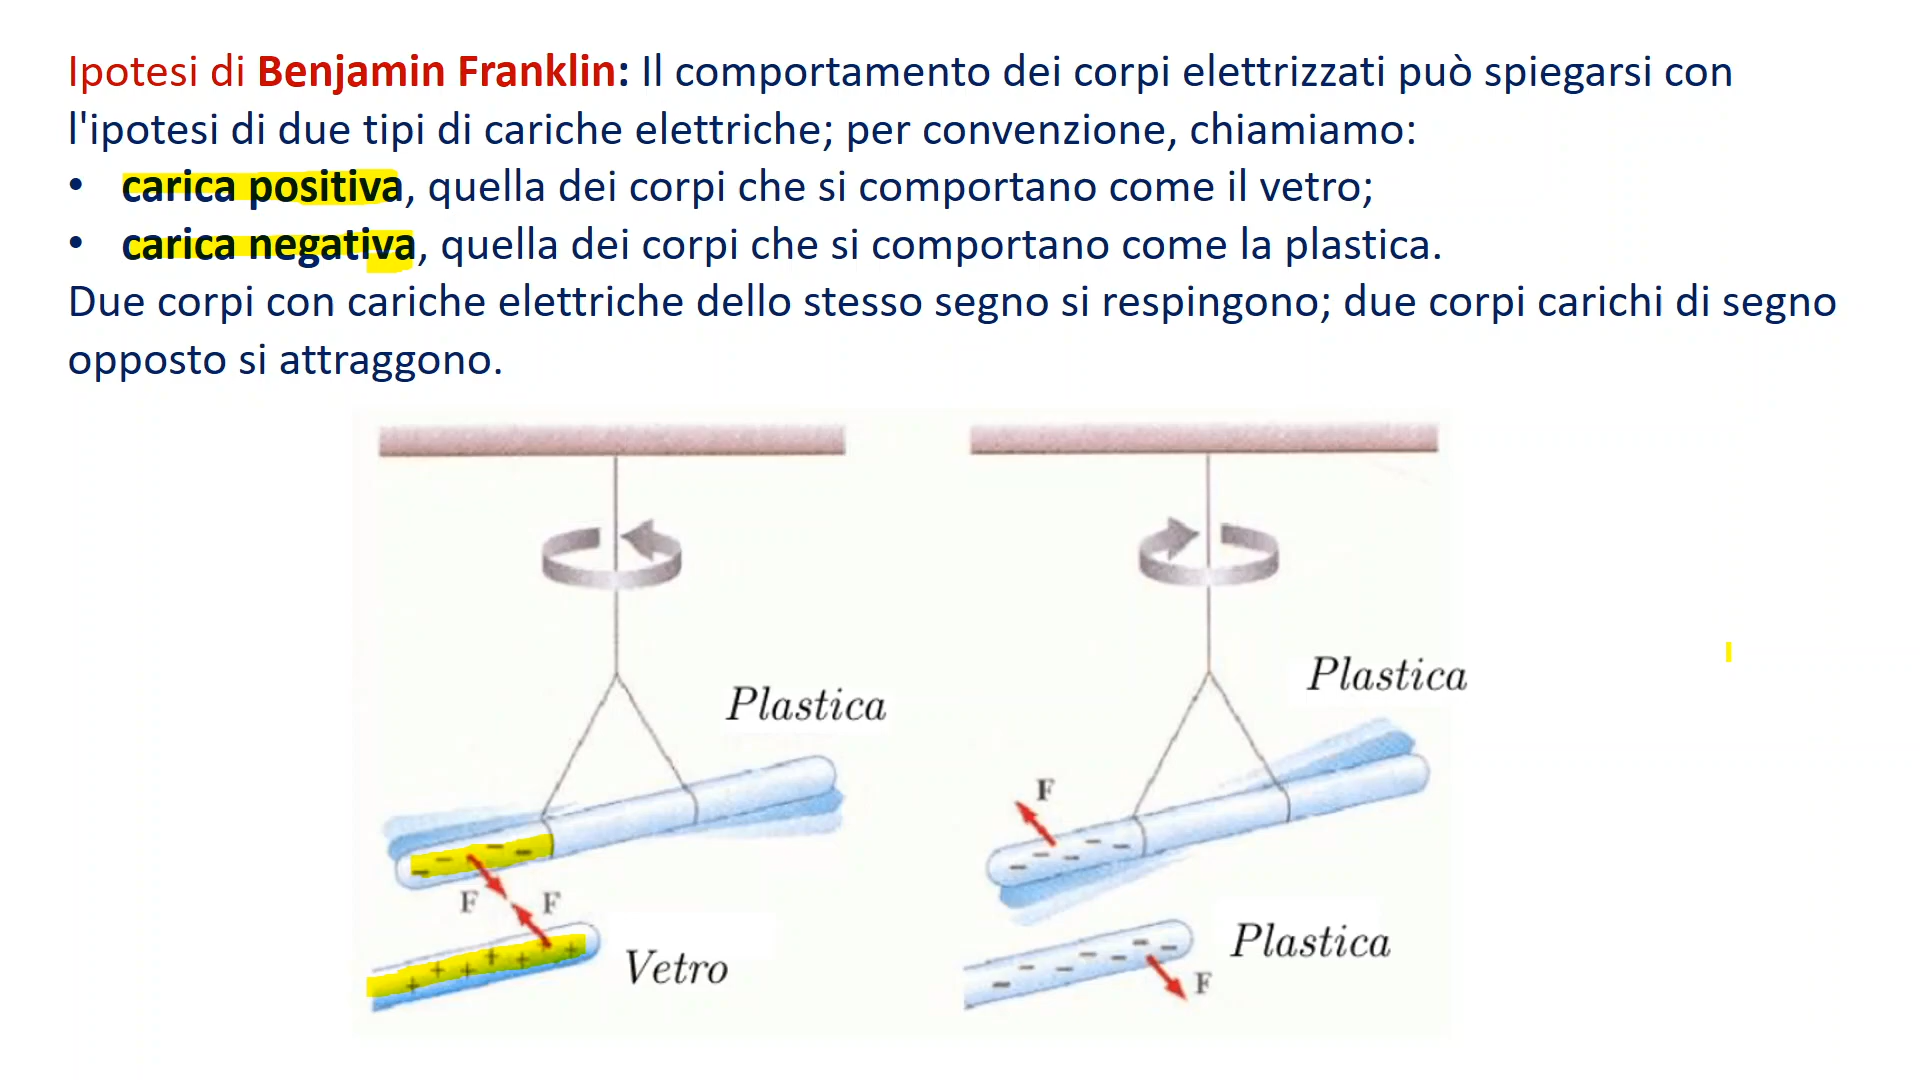 Ipotesi di Benjamin Franklin: Il comportamento dei corpi elettrizzati può spiegarsi con
l'ipotesi di due tipi di cariche elettriche; per convenzione, chiamiamo:
• carica positiva, quella dei corpi che si comportano come il vetro;
• carica negativa, quella dei corpi che si comportano come la plastica.
Due corpi con cariche elettriche dello stesso segno si respingono; due corpi carichi di segno
opposto si attraggono.
Plastica
Plastica
F
F
F
Vetro
Plastica
F